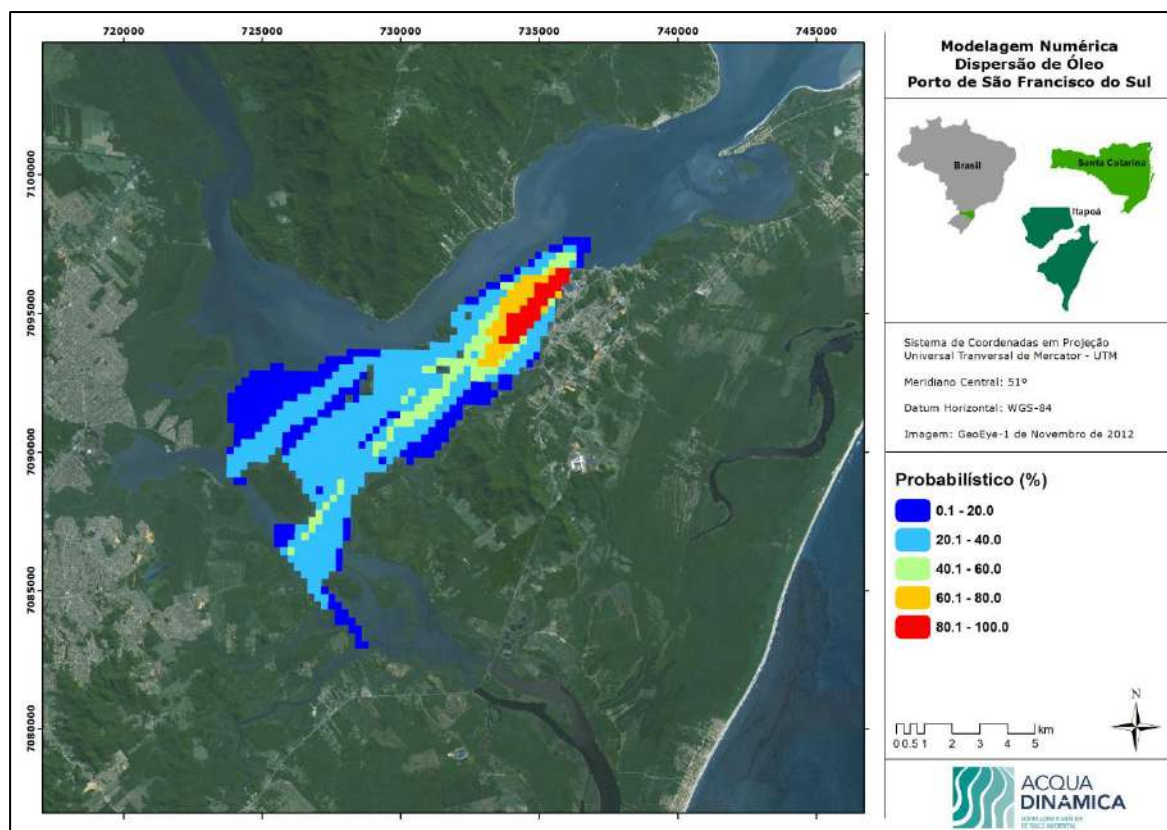 720000 725000 730000 735000 740000 745000
7100000
7095000
7090000
7085000
7080000
Modelagem Numérica
Dispersão de Óleo
Porto de São Francisco do Sul
Brasil
Santa Catarina
Itapoá
Sistema de Coordenadas em Projeção
Universal Tranversal de Mercator - UTM
Meridiano Central: 51º
Datum Horizontal: WGS-84
Imagem: GeoEye-1 de Novembro de 2012
Probabilístico (%)
0.1 - 20.0
20.1 - 40.0
40.1 - 60.0
60.1 - 80.0
80.1 - 100.0
N
km
0 0.5 1 2 3 4 5
ACQUA
DINÂMICA